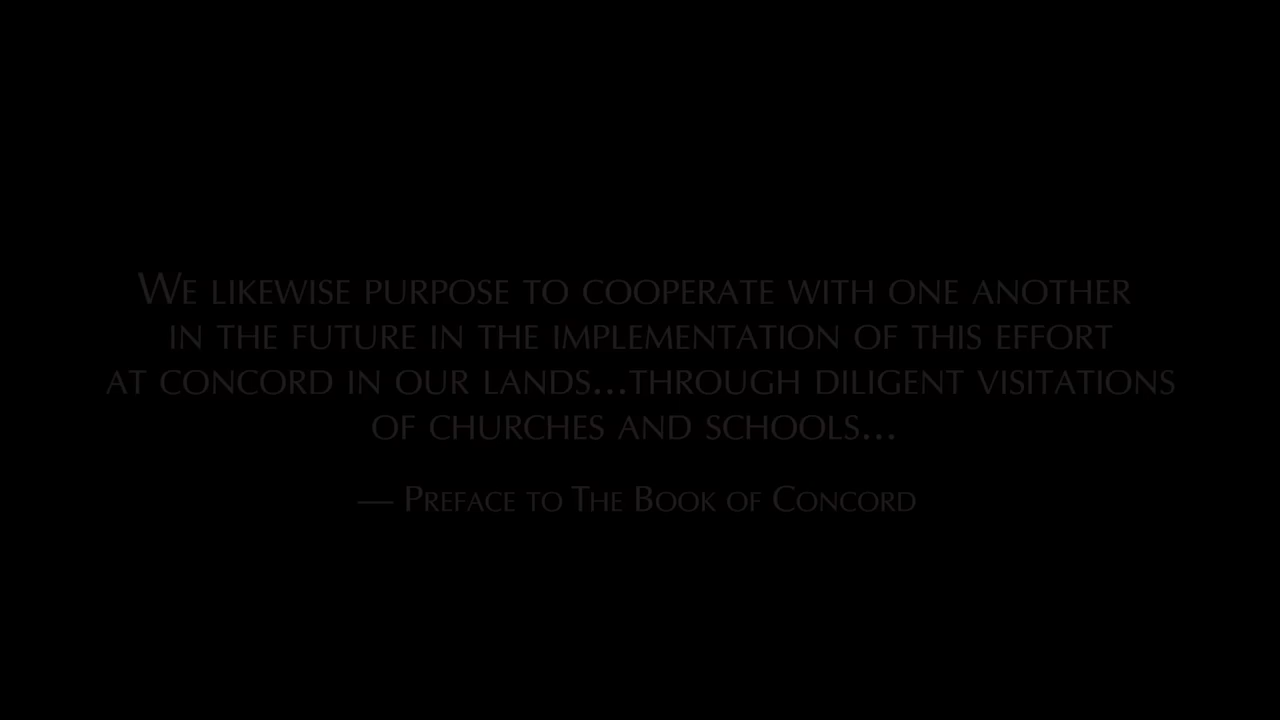 We likewise purpose to cooperate with one another
in the future in the implementation of this effort
at concord in our lands...through diligent visitations
of churches and schools...
— Preface to The Book of Concord